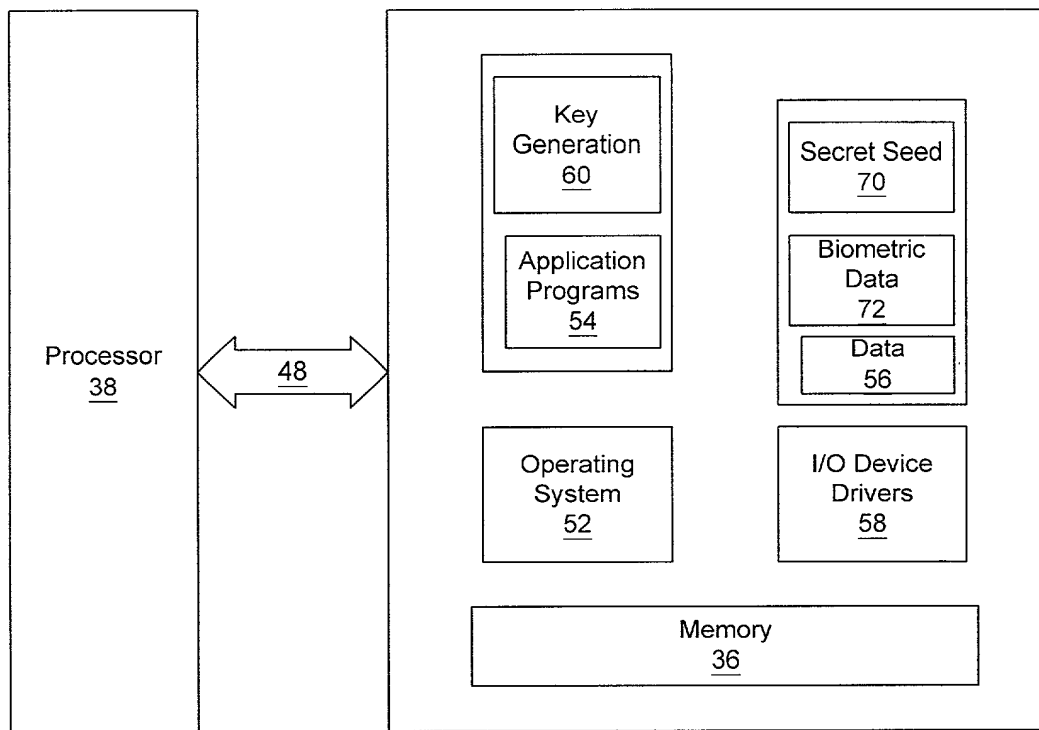 Processor
38
48
Key
Generation
60
Application
Programs
54
Secret Seed
70
Biometric
Data
72
Data
56
Operating
System
52
I/O Device
Drivers
58
Memory
36